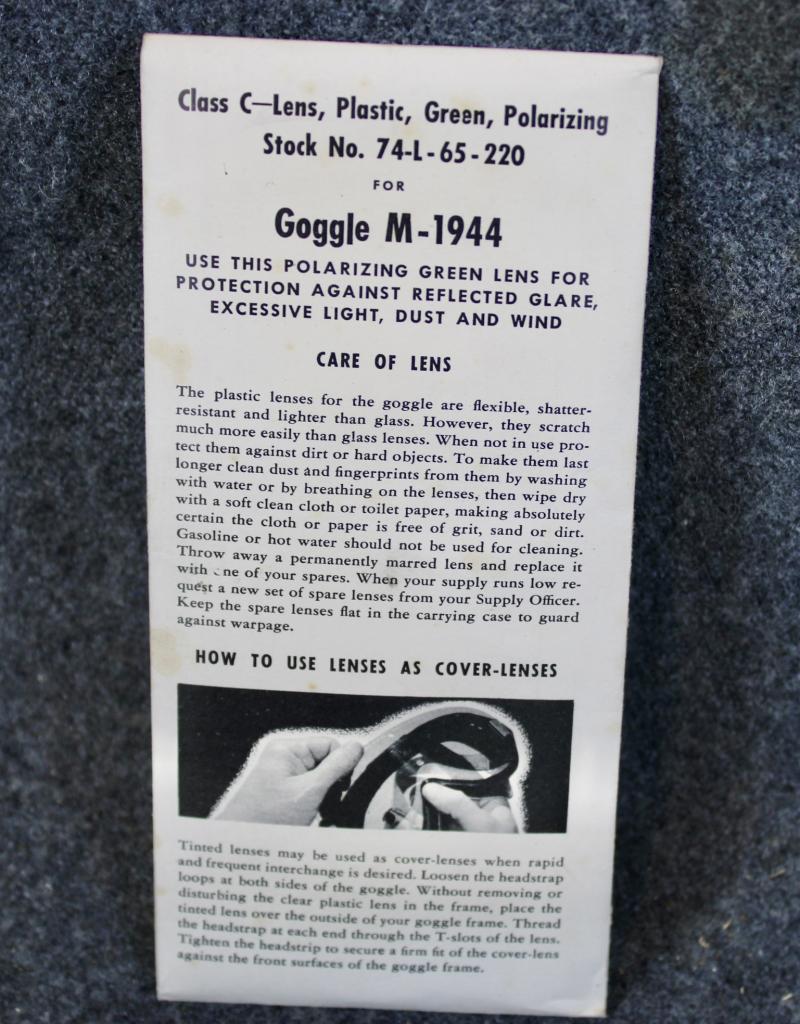 Class C—Lens, Plastic, Green, Polarizing
Stock No. 74-L-65-220
FOR
Goggle M-1944
USE THIS POLARIZING GREEN LENS FOR
PROTECTION AGAINST REFLECTED GLARE,
EXCESSIVE LIGHT, DUST AND WIND
CARE OF LENS
The plastic lenses for the goggle are flexible, shatter-
resistant and lighter than glass. However, they scratch
much more easily than glass lenses. When not in use pro-
tect them against dirt or hard objects. To make them last
longer clean dust and fingerprints from them by washing
with water or by breathing on the lenses, then wipe dry
with a soft clean cloth or toilet paper, making absolutely
certain the cloth or paper is free of grit, sand or dirt.
Gasoline or hot water should not be used for cleaning.
Throw away a permanently marred lens and replace it
with one of your spares. When your supply runs low re-
quest a new set of spare lenses from your Supply Officer.
Keep the spare lenses flat in the carrying case to guard
against warpage.
HOW TO USE LENSES AS COVER-LENSES
Tinted lenses may be used as cover-lenses when rapid
and frequent interchange is desired. Loosen the headstrap
loops at both sides of the goggle. Without removing or
disturbing the clear plastic lens in the frame, place the
tinted lens over the outside of your goggle frame. Thread
the headstrap at each end through the T-slots of the lens.
Tighten the headstrip to secure a firm fit of the cover-lens
against the front surfaces of the goggle frame.